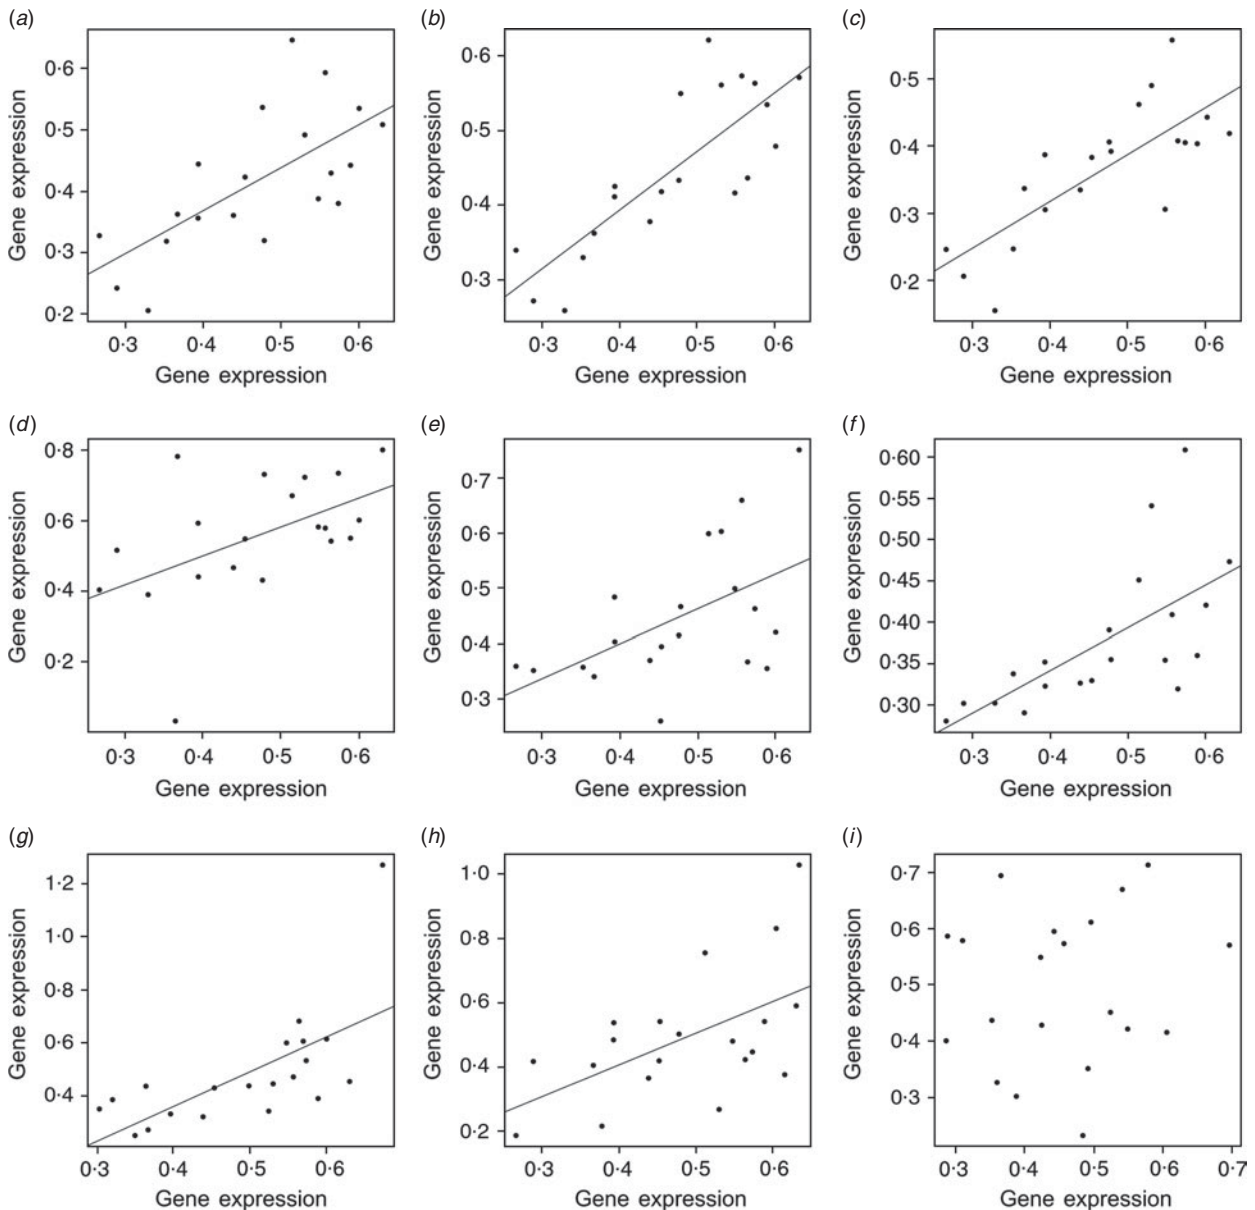 (a)
Gene expression
0·6
0·5
0·4
0·3
0·2
0·3 0·4 0·5 0·6
Gene expression
(b)
Gene expression
0·6
0·5
0·4
0·3
0·3 0·4 0·5 0·6
Gene expression
(c)
Gene expression
0·5
0·4
0·3
0·2
0·3 0·4 0·5 0·6
Gene expression
(d)
Gene expression
0·8
0·6
0·4
0·2
0·3 0·4 0·5 0·6
Gene expression
(e)
Gene expression
0·7
0·6
0·5
0·4
0·3
0·3 0·4 0·5 0·6
Gene expression
(f)
Gene expression
0·60
0·55
0·50
0·45
0·40
0·35
0·30
0·3 0·4 0·5 0·6
Gene expression
(g)
Gene expression
1·2
1·0
0·8
0·6
0·4
0·3 0·4 0·5 0·6
Gene expression
(h)
Gene expression
1·0
0·8
0·6
0·4
0·2
0·3 0·4 0·5 0·6
Gene expression
(i)
Gene expression
0·7
0·6
0·5
0·4
0·3
0·3 0·4 0·5 0·6 0·7
Gene expression